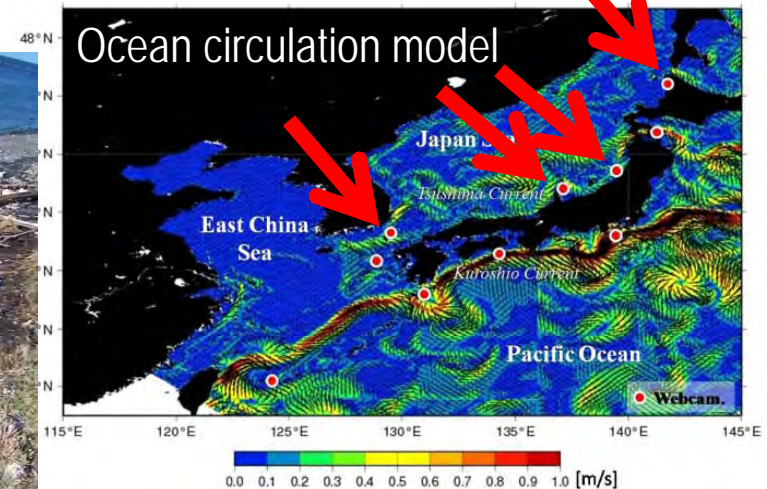 Ocean circulation model
48°N
°N
°N
°N
°N
°N
°N
Japan
Tsushima Current
East China
Sea
Kuroshio Current
Pacific Ocean
Webcam.
115°E 120°E 125°E 130°E 135°E 140°E 145°E
0.0 0.1 0.2 0.3 0.4 0.5 0.6 0.7 0.8 0.9 1.0 [m/s]